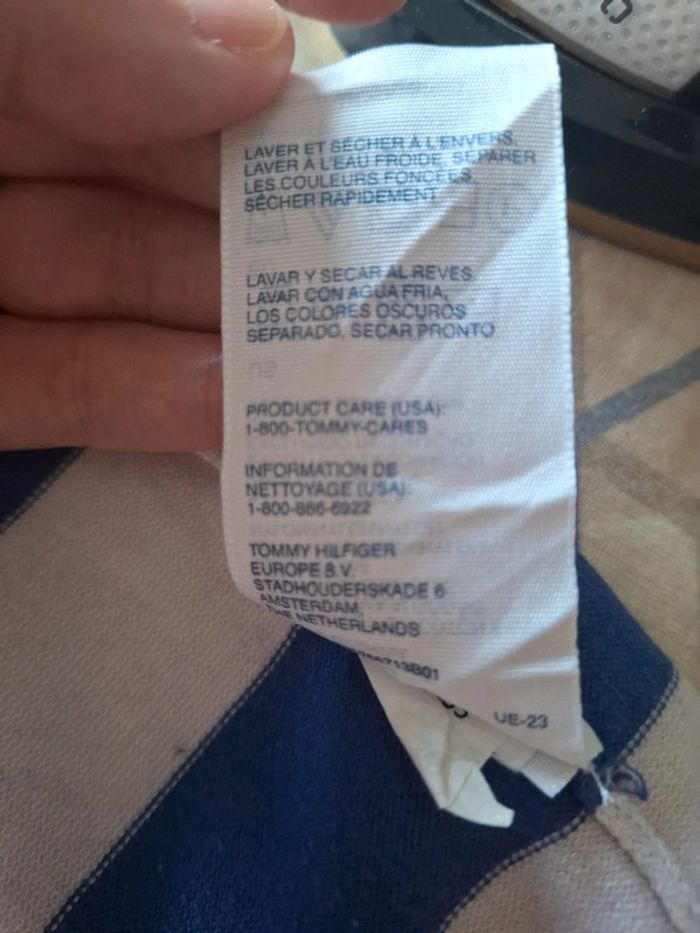 LAVER ET SÉCHER À L'ENVERS.
LAVER À L'EAU FROIDE, SÉPARER
LES COULEURS FONCÉES.
SÉCHER RAPIDEMENT
LAVAR Y SECAR AL REVES.
LAVAR CON AGUA FRIA,
LOS COLORES OSCUROS
SEPARADO. SECAR PRONTO
PRODUCT CARE (USA):
1-800-TOMMY-CARES
INFORMATION DE
NETTOYAGE (USA):
1-800-866-6922
TOMMY HILFIGER
EUROPE B.V.
STADHOUDERSKADE 6
AMSTERDAM,
THE NETHERLANDS
UE-23